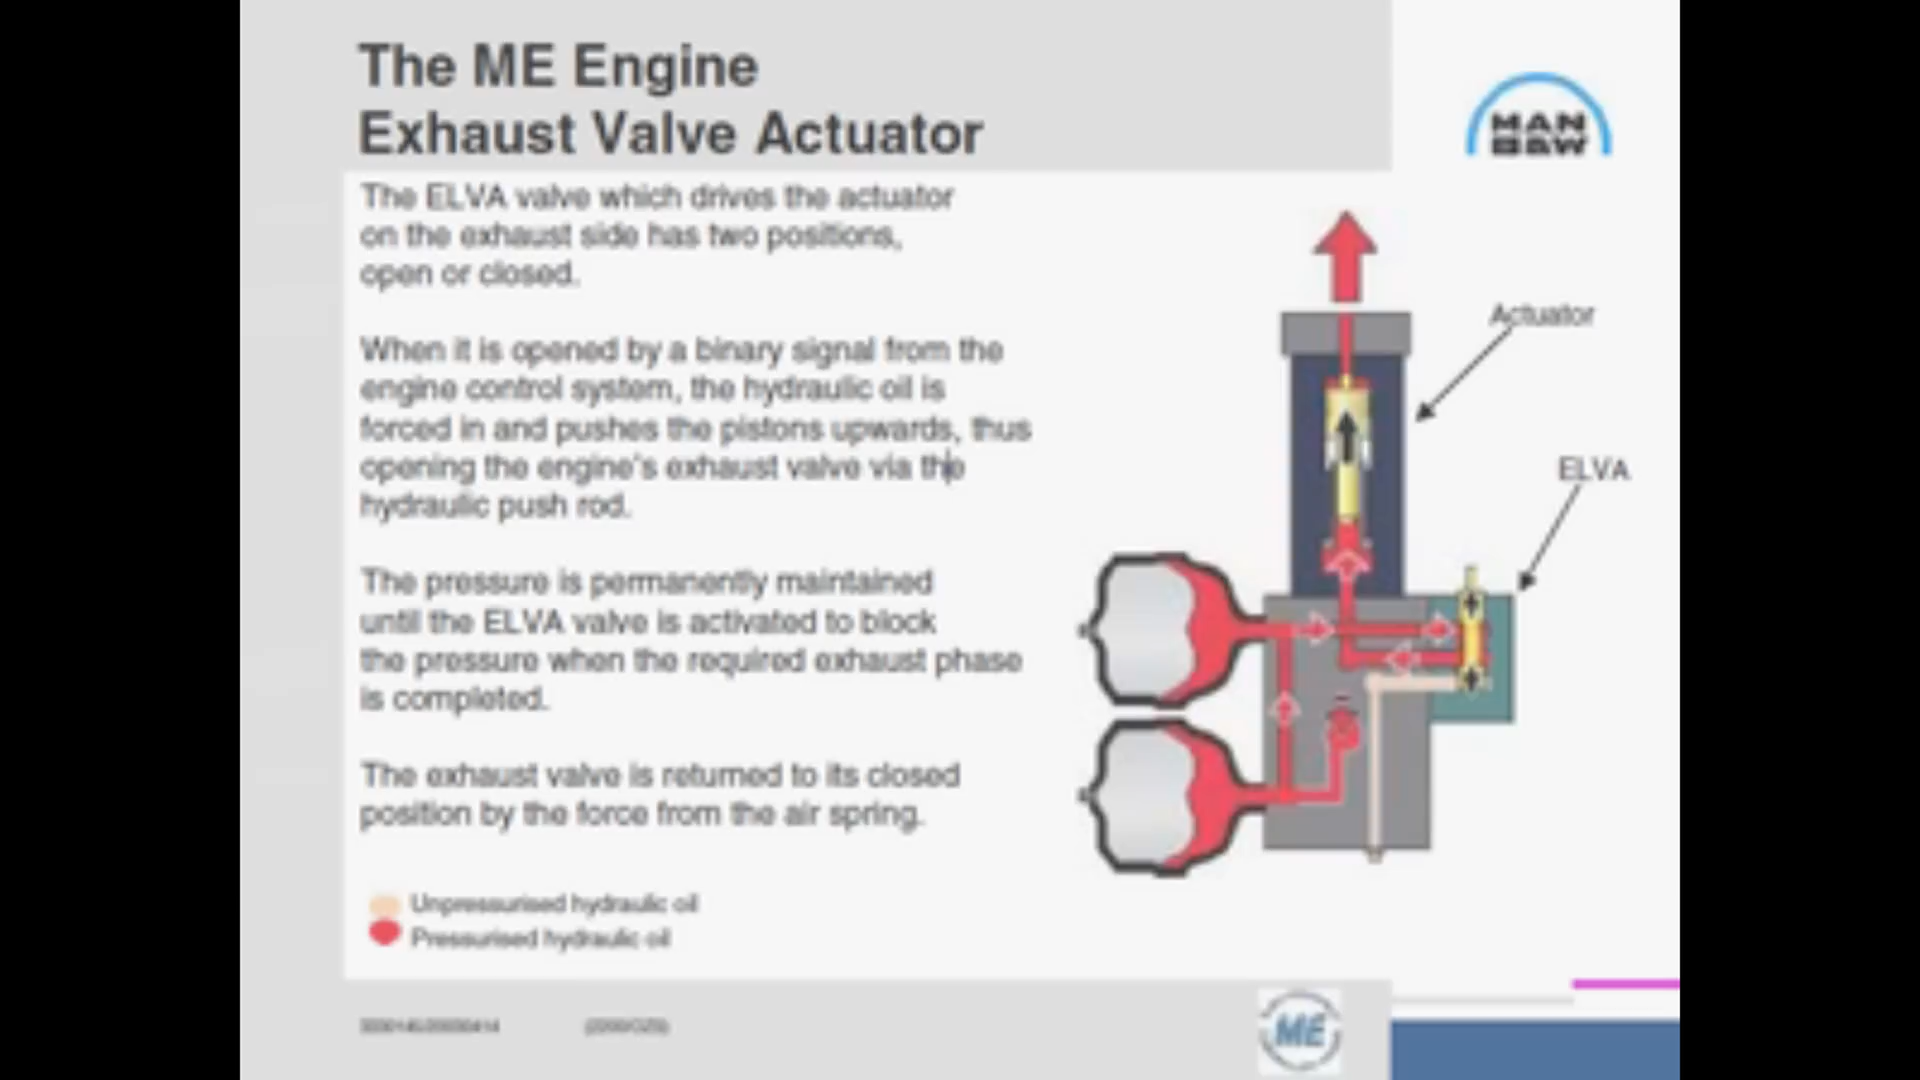 The ME Engine
Exhaust Valve Actuator
MAN
B&W
The ELVA valve which drives the actuator
on the exhaust side has two positions,
open or closed.
When it is opened by a binary signal from the
engine control system, the hydraulic oil is
forced in and pushes the pistons upwards, thus
opening the engine's exhaust valve via the
hydraulic push rod.
The pressure is permanently maintained
until the ELVA valve is activated to block
the pressure when the required exhaust phase
is completed.
The exhaust valve is returned to its closed
position by the force from the air spring.
Actuator
ELVA
Unpressurised hydraulic oil
Pressurised hydraulic oil
ME